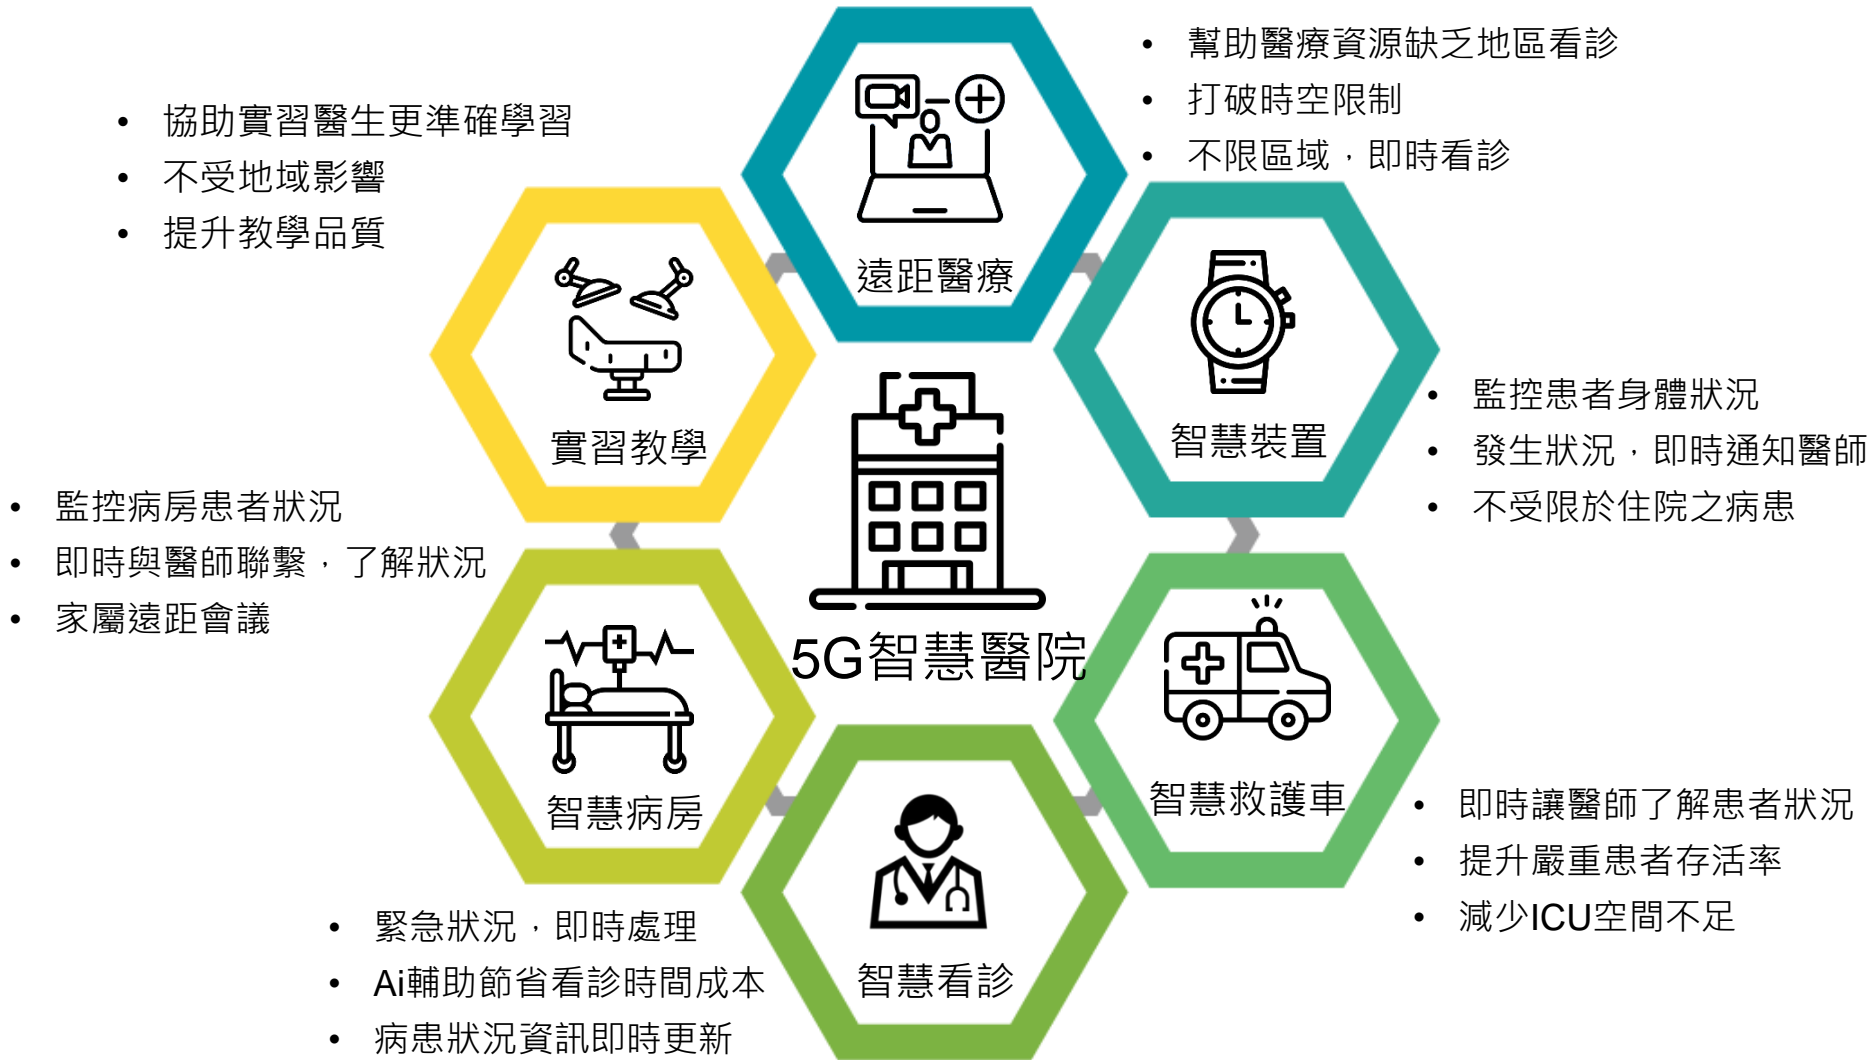 • 幫助醫療資源缺乏地區看診
• 打破時空限制
• 不限區域，即時看診
遠距醫療
• 協助實習醫生更準確學習
• 不受地域影響
• 提升教學品質
實習教學
智慧裝置
• 監控患者身體狀況
• 發生狀況，即時通知醫師
• 不受限於住院之病患
• 監控病房患者狀況
• 即時與醫師聯繫，了解狀況
• 家屬遠距會議
5G智慧醫院
智慧病房
智慧救護車
• 即時讓醫師了解患者狀況
• 提升嚴重患者存活率
• 減少ICU空間不足
• 緊急狀況，即時處理
• Ai輔助節省看診時間成本
• 病患狀況資訊即時更新
智慧看診